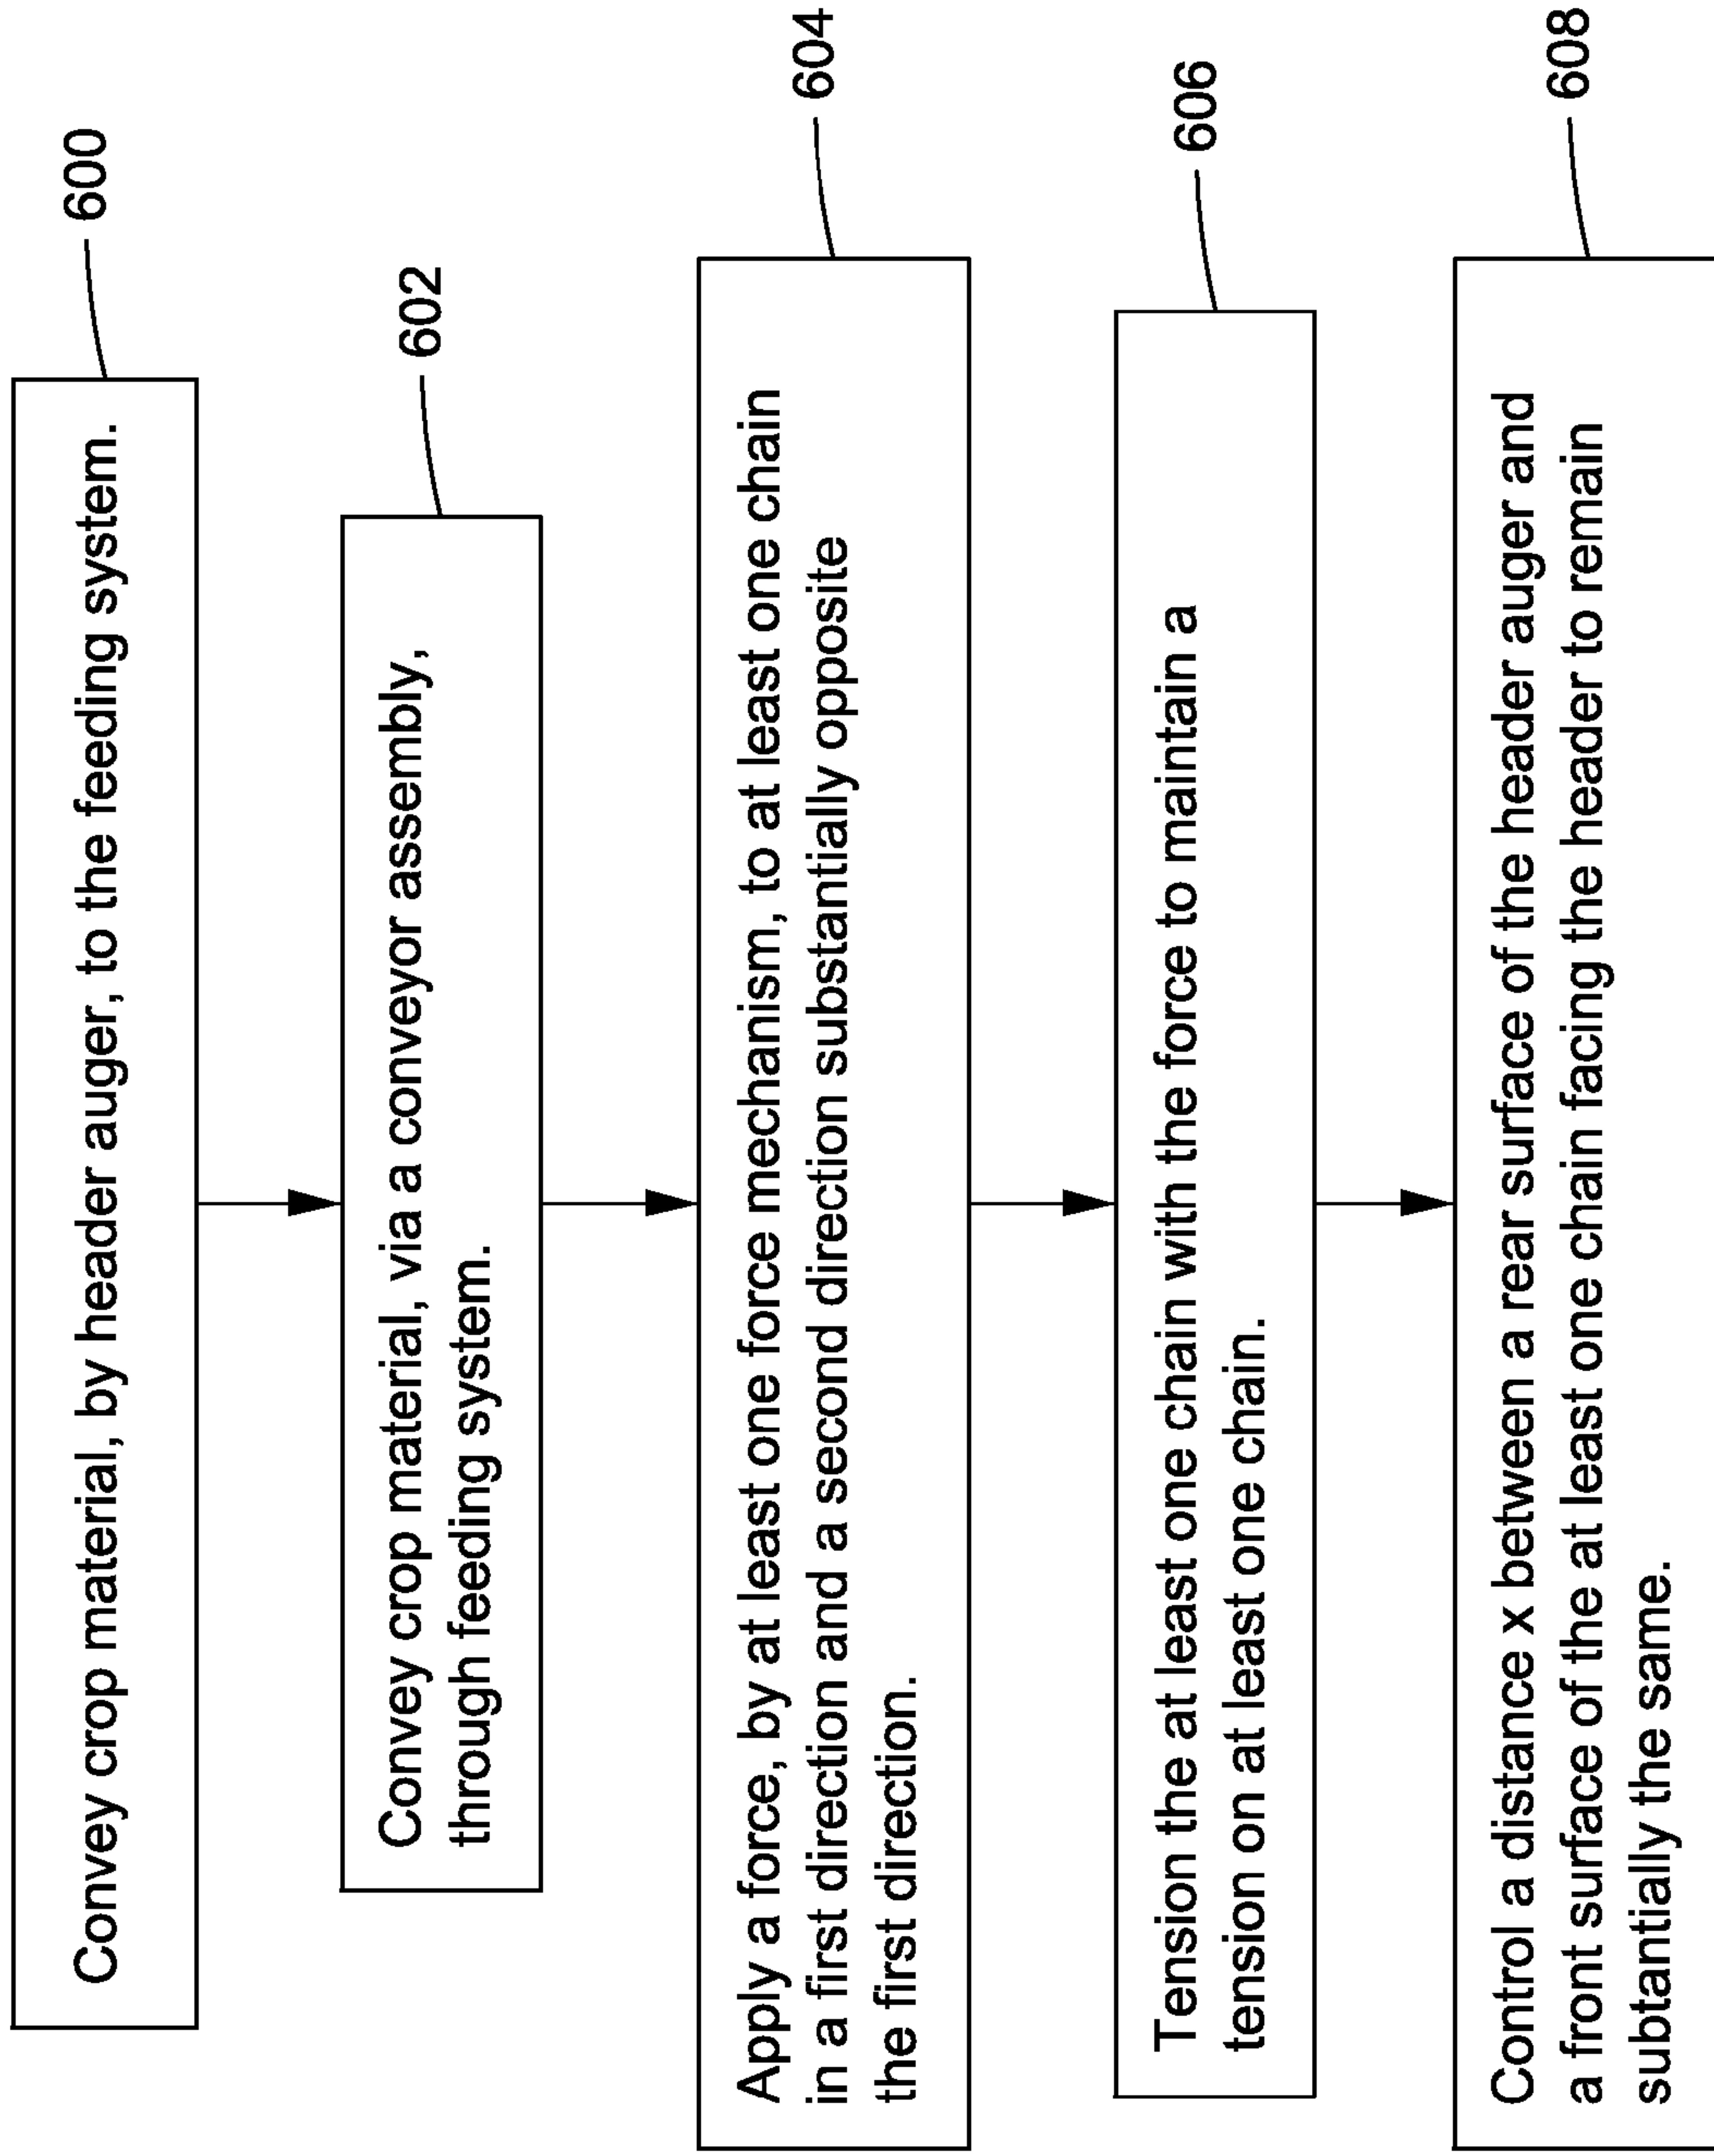 Convey crop material, by header auger, to the feeding system.
600
Convey crop material, via a conveyor assembly,
through feeding system.
602
Apply a force, by at least one force mechanism, to at least one chain
in a first direction and a second direction substantially opposite
the first direction.
604
Tension the at least one chain with the force to maintain a
tension on at least one chain.
606
Control a distance x between a rear surface of the header auger and
a front surface of the at least one chain facing the header to remain
subtantially the same.
608